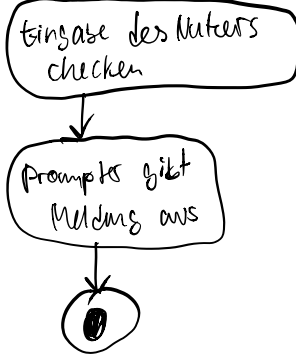 Eingabe des Nutzers
checken
Prompter gibt
Meldung aus